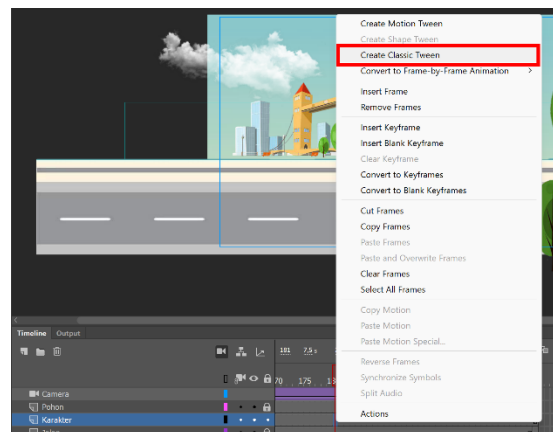 Create Motion Tween
Create Shape Tween
Create Classic Tween
Convert to Frame-by-Frame Animation
Insert Frame
Remove Frames
Insert Keyframe
Insert Blank Keyframe
Clear Keyframe
Convert to Keyframes
Convert to Blank Keyframes
Cut Frames
Copy Frames
Paste Frames
Paste and Overwrite Frames
Clear Frames
Select All Frames
Copy Motion
Paste Motion
Paste Motion Special...
Reverse Frames
Synchronize Symbols
Split Audio
Actions
Timeline Output
181 7,5 s
70 175
Camera
Pohon
Karakter
Jalan